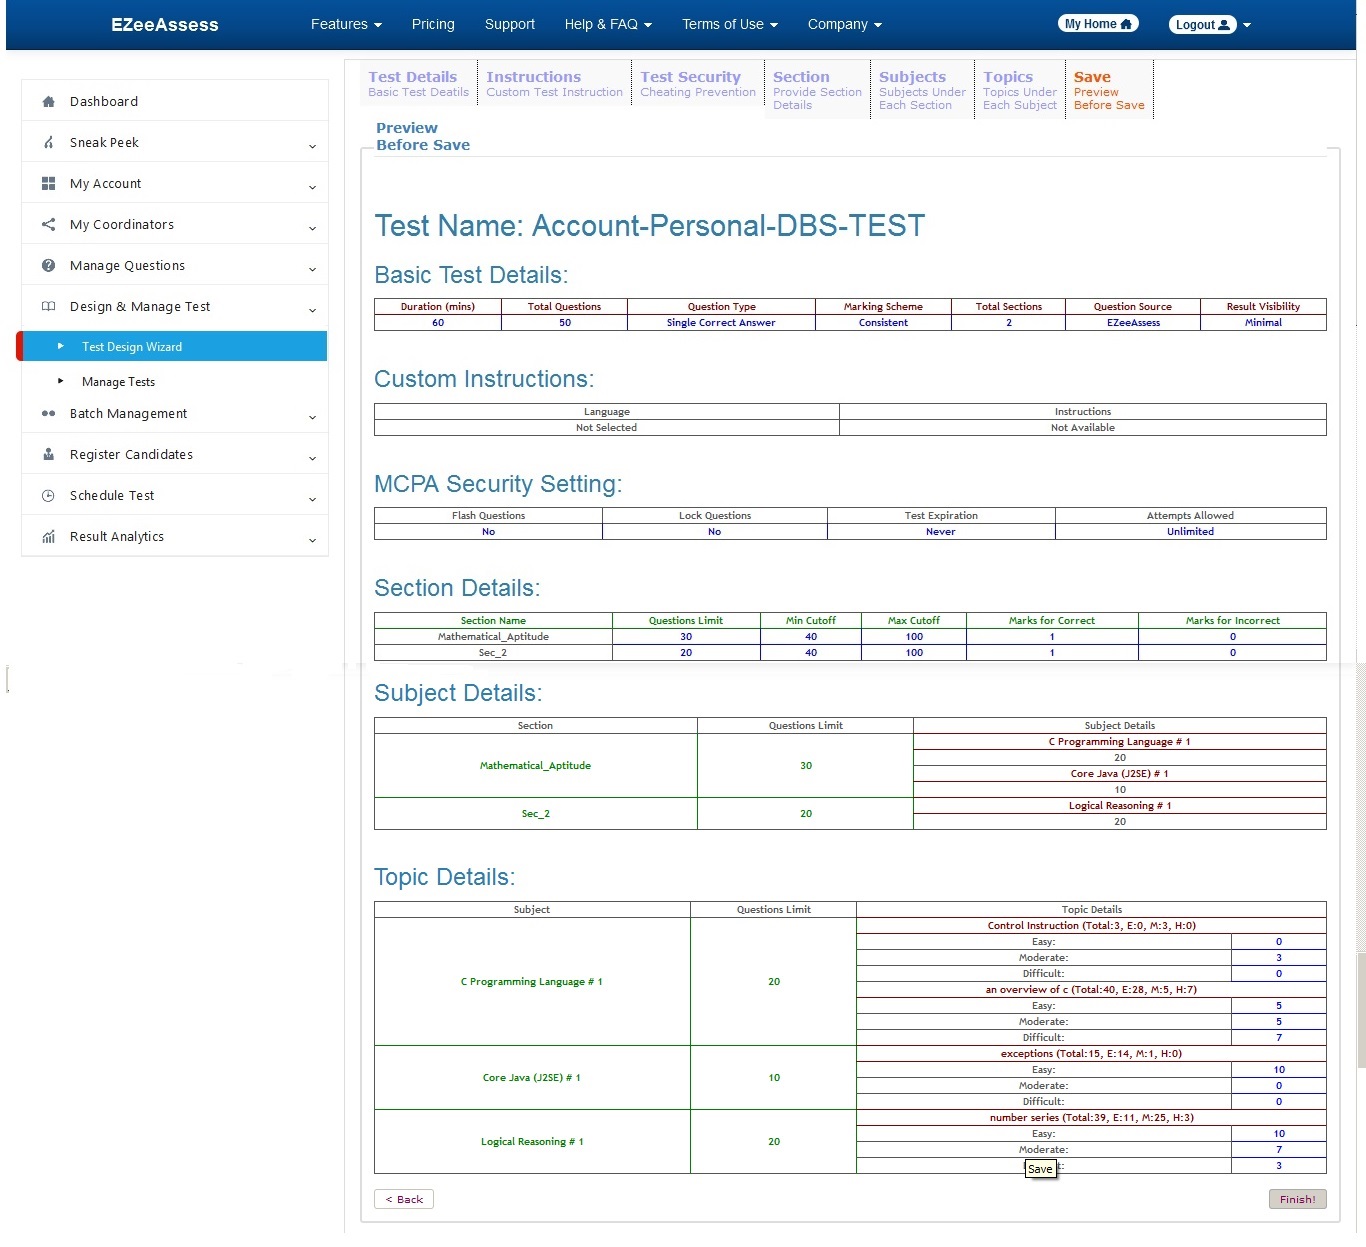 EZeeAssess Features Pricing Support Help & FAQ Terms of Use Company My Home Logout
Dashboard
Sneak Peek
My Account
My Coordinators
Manage Questions
Design & Manage Test
Test Design Wizard
Manage Tests
Batch Management
Register Candidates
Schedule Test
Result Analytics
Test Details Instructions Test Security Section Subjects Topics Save
Basic Test Deatils Custom Test Instruction Cheating Prevention Provide Section Subjects Under Topics Under Preview
Details Each Section Each Subject Before Save
Preview
Before Save
Test Name: Account-Personal-DBS-TEST
Basic Test Details:
Duration (mins) Total Questions Question Type Marking Scheme Total Sections Question Source Result Visibility
60 50 Single Correct Answer Consistent 2 EZeeAssess Minimal
Custom Instructions:
Language Instructions
Not Selected Not Available
MCPA Security Setting:
Flash Questions Lock Questions Test Expiration Attempts Allowed
No No Never Unlimited
Section Details:
Section Name Questions Limit Min Cutoff Max Cutoff Marks for Correct Marks for Incorrect
Mathematical_Aptitude 30 40 100 1 0
Sec_2 20 40 100 1 0
Subject Details:
Section Questions Limit Subject Details
C Programming Language # 1
20
Mathematical_Aptitude 30
Core Java (J2SE) # 1
10
Logical Reasoning # 1
Sec_2 20
20
Topic Details:
Subject Questions Limit Topic Details
Control Instruction (Total:3, E:0, M:3, H:0)
Easy: 0
Moderate: 3
Difficult: 0
C Programming Language # 1 20
an overview of c (Total:40, E:28, M:5, H:7)
Easy: 5
Moderate: 5
Difficult: 7
exceptions (Total:15, E:14, M:1, H:0)
Easy: 10
Core Java (J2SE) # 1 10
Moderate: 0
Difficult: 0
number series (Total:39, E:11, M:25, H:3)
Easy: 10
Logical Reasoning # 1 20
Moderate: 7
3
Save
< Back Finish!